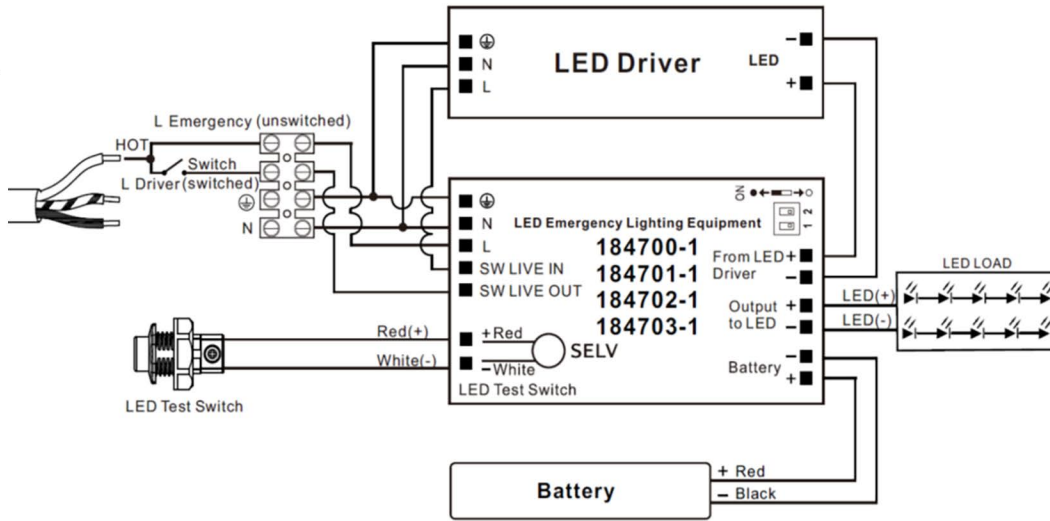 LED Driver
N
L
LED
−
+
L Emergency (unswitched)
HOT
Switch
L Driver (switched)
N
N
L
SW LIVE IN
SW LIVE OUT
LED Emergency Lighting Equipment
184700-1
184701-1
184702-1
184703-1
ON
1 2
From LED +
Driver −
Output +
to LED −
Battery −
+
LED(+)
LED(-)
LED LOAD
Red(+)
White(-)
+Red
−White
SELV
LED Test Switch
LED Test Switch
Battery
+ Red
− Black